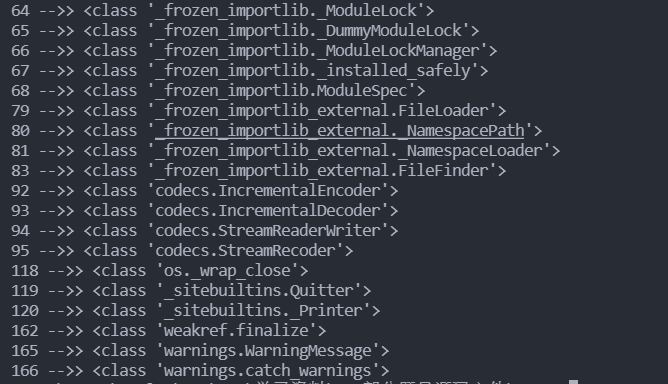 64 -->> <class '_frozen_importlib._ModuleLock'>
65 -->> <class '_frozen_importlib._DummyModuleLock'>
66 -->> <class '_frozen_importlib._ModuleLockManager'>
67 -->> <class '_frozen_importlib._installed_safely'>
68 -->> <class '_frozen_importlib.ModuleSpec'>
79 -->> <class '_frozen_importlib_external.FileLoader'>
80 -->> <class '_frozen_importlib_external._NamespacePath'>
81 -->> <class '_frozen_importlib_external._NamespaceLoader'>
83 -->> <class '_frozen_importlib_external.FileFinder'>
92 -->> <class 'codecs.IncrementalEncoder'>
93 -->> <class 'codecs.IncrementalDecoder'>
94 -->> <class 'codecs.StreamReaderWriter'>
95 -->> <class 'codecs.StreamRecoder'>
118 -->> <class 'os._wrap_close'>
119 -->> <class '_sitebuiltins.Quitter'>
120 -->> <class '_sitebuiltins._Printer'>
162 -->> <class 'weakref.finalize'>
165 -->> <class 'warnings.WarningMessage'>
166 -->> <class 'warnings.catch_warnings'>